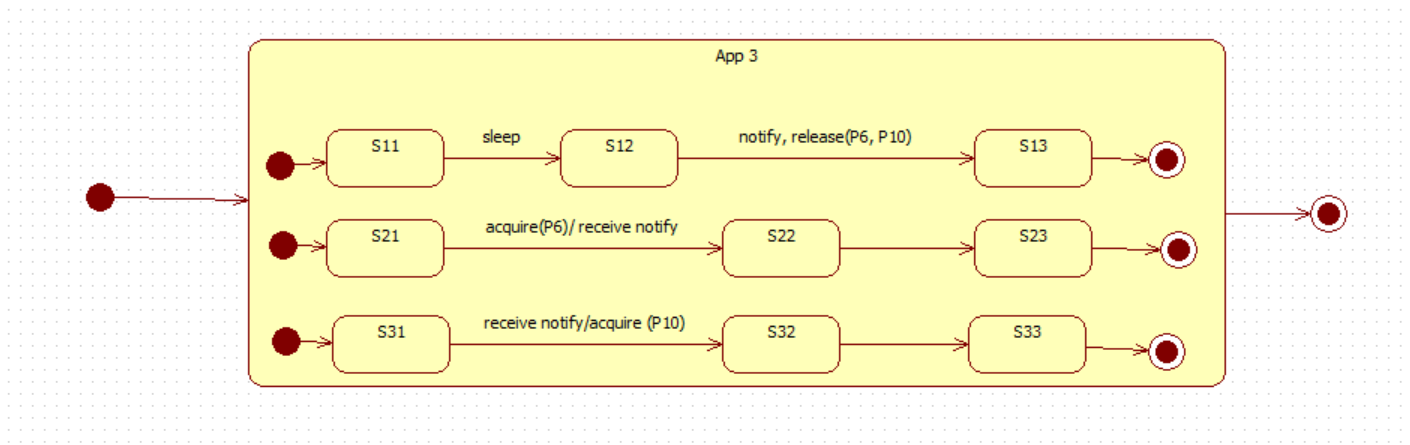 App 3
S11
sleep
S12
notify, release(P6, P10)
S13
S21
acquire(P6)/ receive notify
S22
S23
S31
receive notify/acquire (P10)
S32
S33